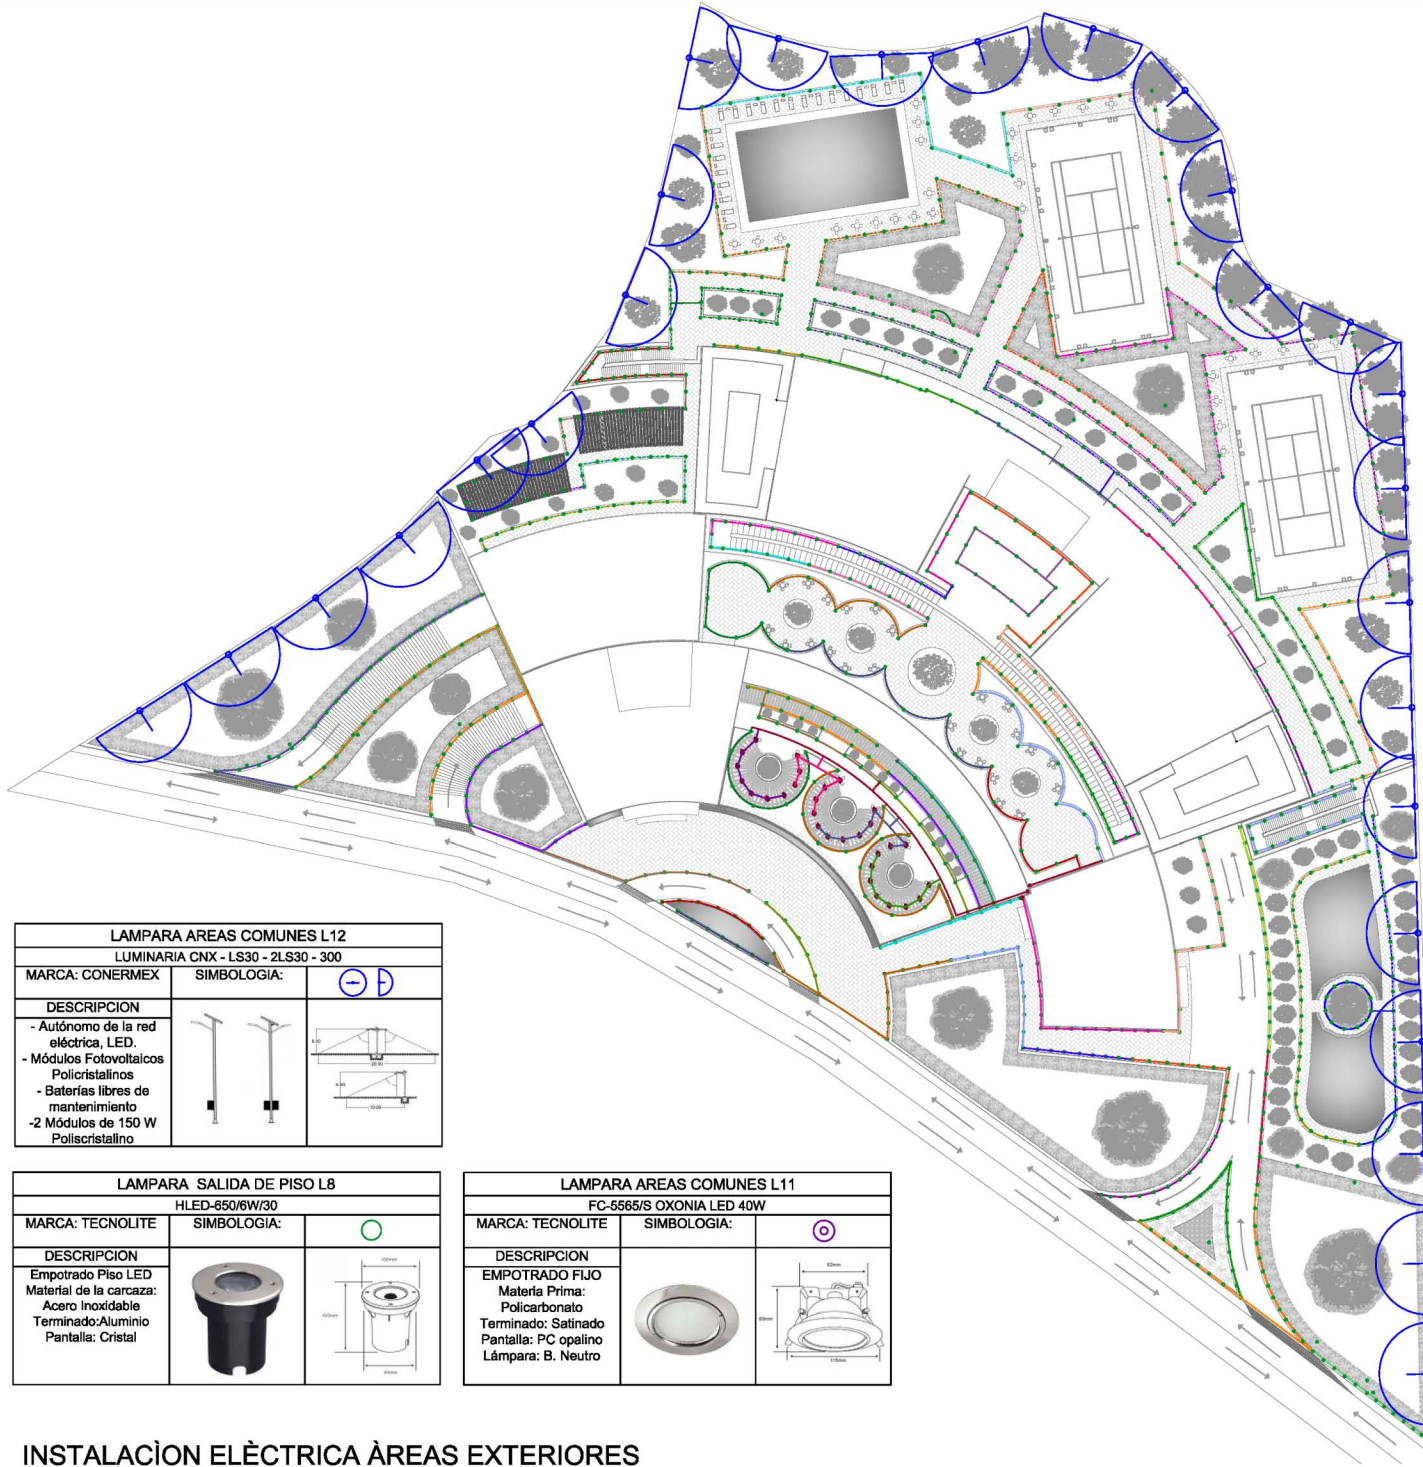 LAMPARA AREAS COMUNES L12
LUMINARIA CNX - LS30 - 2LS30 - 300
MARCA: CONERMEX
SIMBOLOGIA:
DESCRIPCION
- Autónomo de la red
eléctrica, LED.
- Módulos Fotovoltaicos
Policristalinos
- Baterías libres de
mantenimiento
-2 Módulos de 150 W
Poliscristalino
LAMPARA SALIDA DE PISO L8
HLED-650/6W/30
MARCA: TECNOLITE
SIMBOLOGIA:
DESCRIPCION
Empotrado Piso LED
Material de la carcaza:
Acero Inoxidable
Terminado:Aluminio
Pantalla: Cristal
LAMPARA AREAS COMUNES L11
FC-5565/S OXONIA LED 40W
MARCA: TECNOLITE
SIMBOLOGIA:
DESCRIPCION
EMPOTRADO FIJO
Materia Prima:
Policarbonato
Terminado: Satinado
Pantalla: PC opalino
Lámpara: B. Neutro
INSTALACÌON ELÈCTRICA ÀREAS EXTERIORES